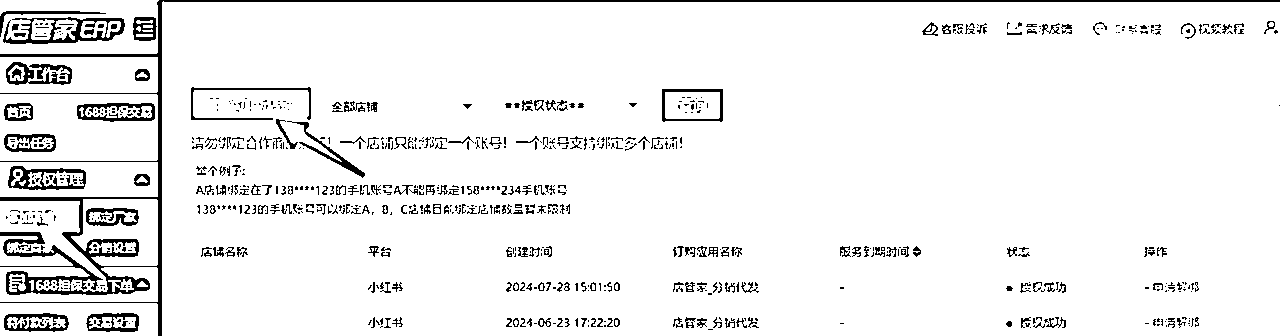 店管家 ERP
客服投诉 需求反馈 联系客服 视频教程
工作台
首页 1688担保交易
导出任务
授权管理
绑定厂家
分销设置
1688担保交易下单
待付款列表 交易设置
全部店铺 **授权状态** 查询
请勿绑定合作商 ！一个店铺只能绑定一个账号！一个账号支持绑定多个店铺！
举个例子:
A店铺绑定在了138****123的手机账号A不能再绑定158****234手机账号
138****123的手机账号可以绑定A，B，C店铺目前绑定店铺数量暂未限制
店铺名称 平台 创建时间 订购应用名称 服务到期时间 状态 操作
小红书 2024-07-28 15:01:50 店管家_分销代发 - 授权成功 - 申请解绑
小红书 2024-06-23 17:22:20 店管家_分销代发 - 授权成功 - 申请解绑